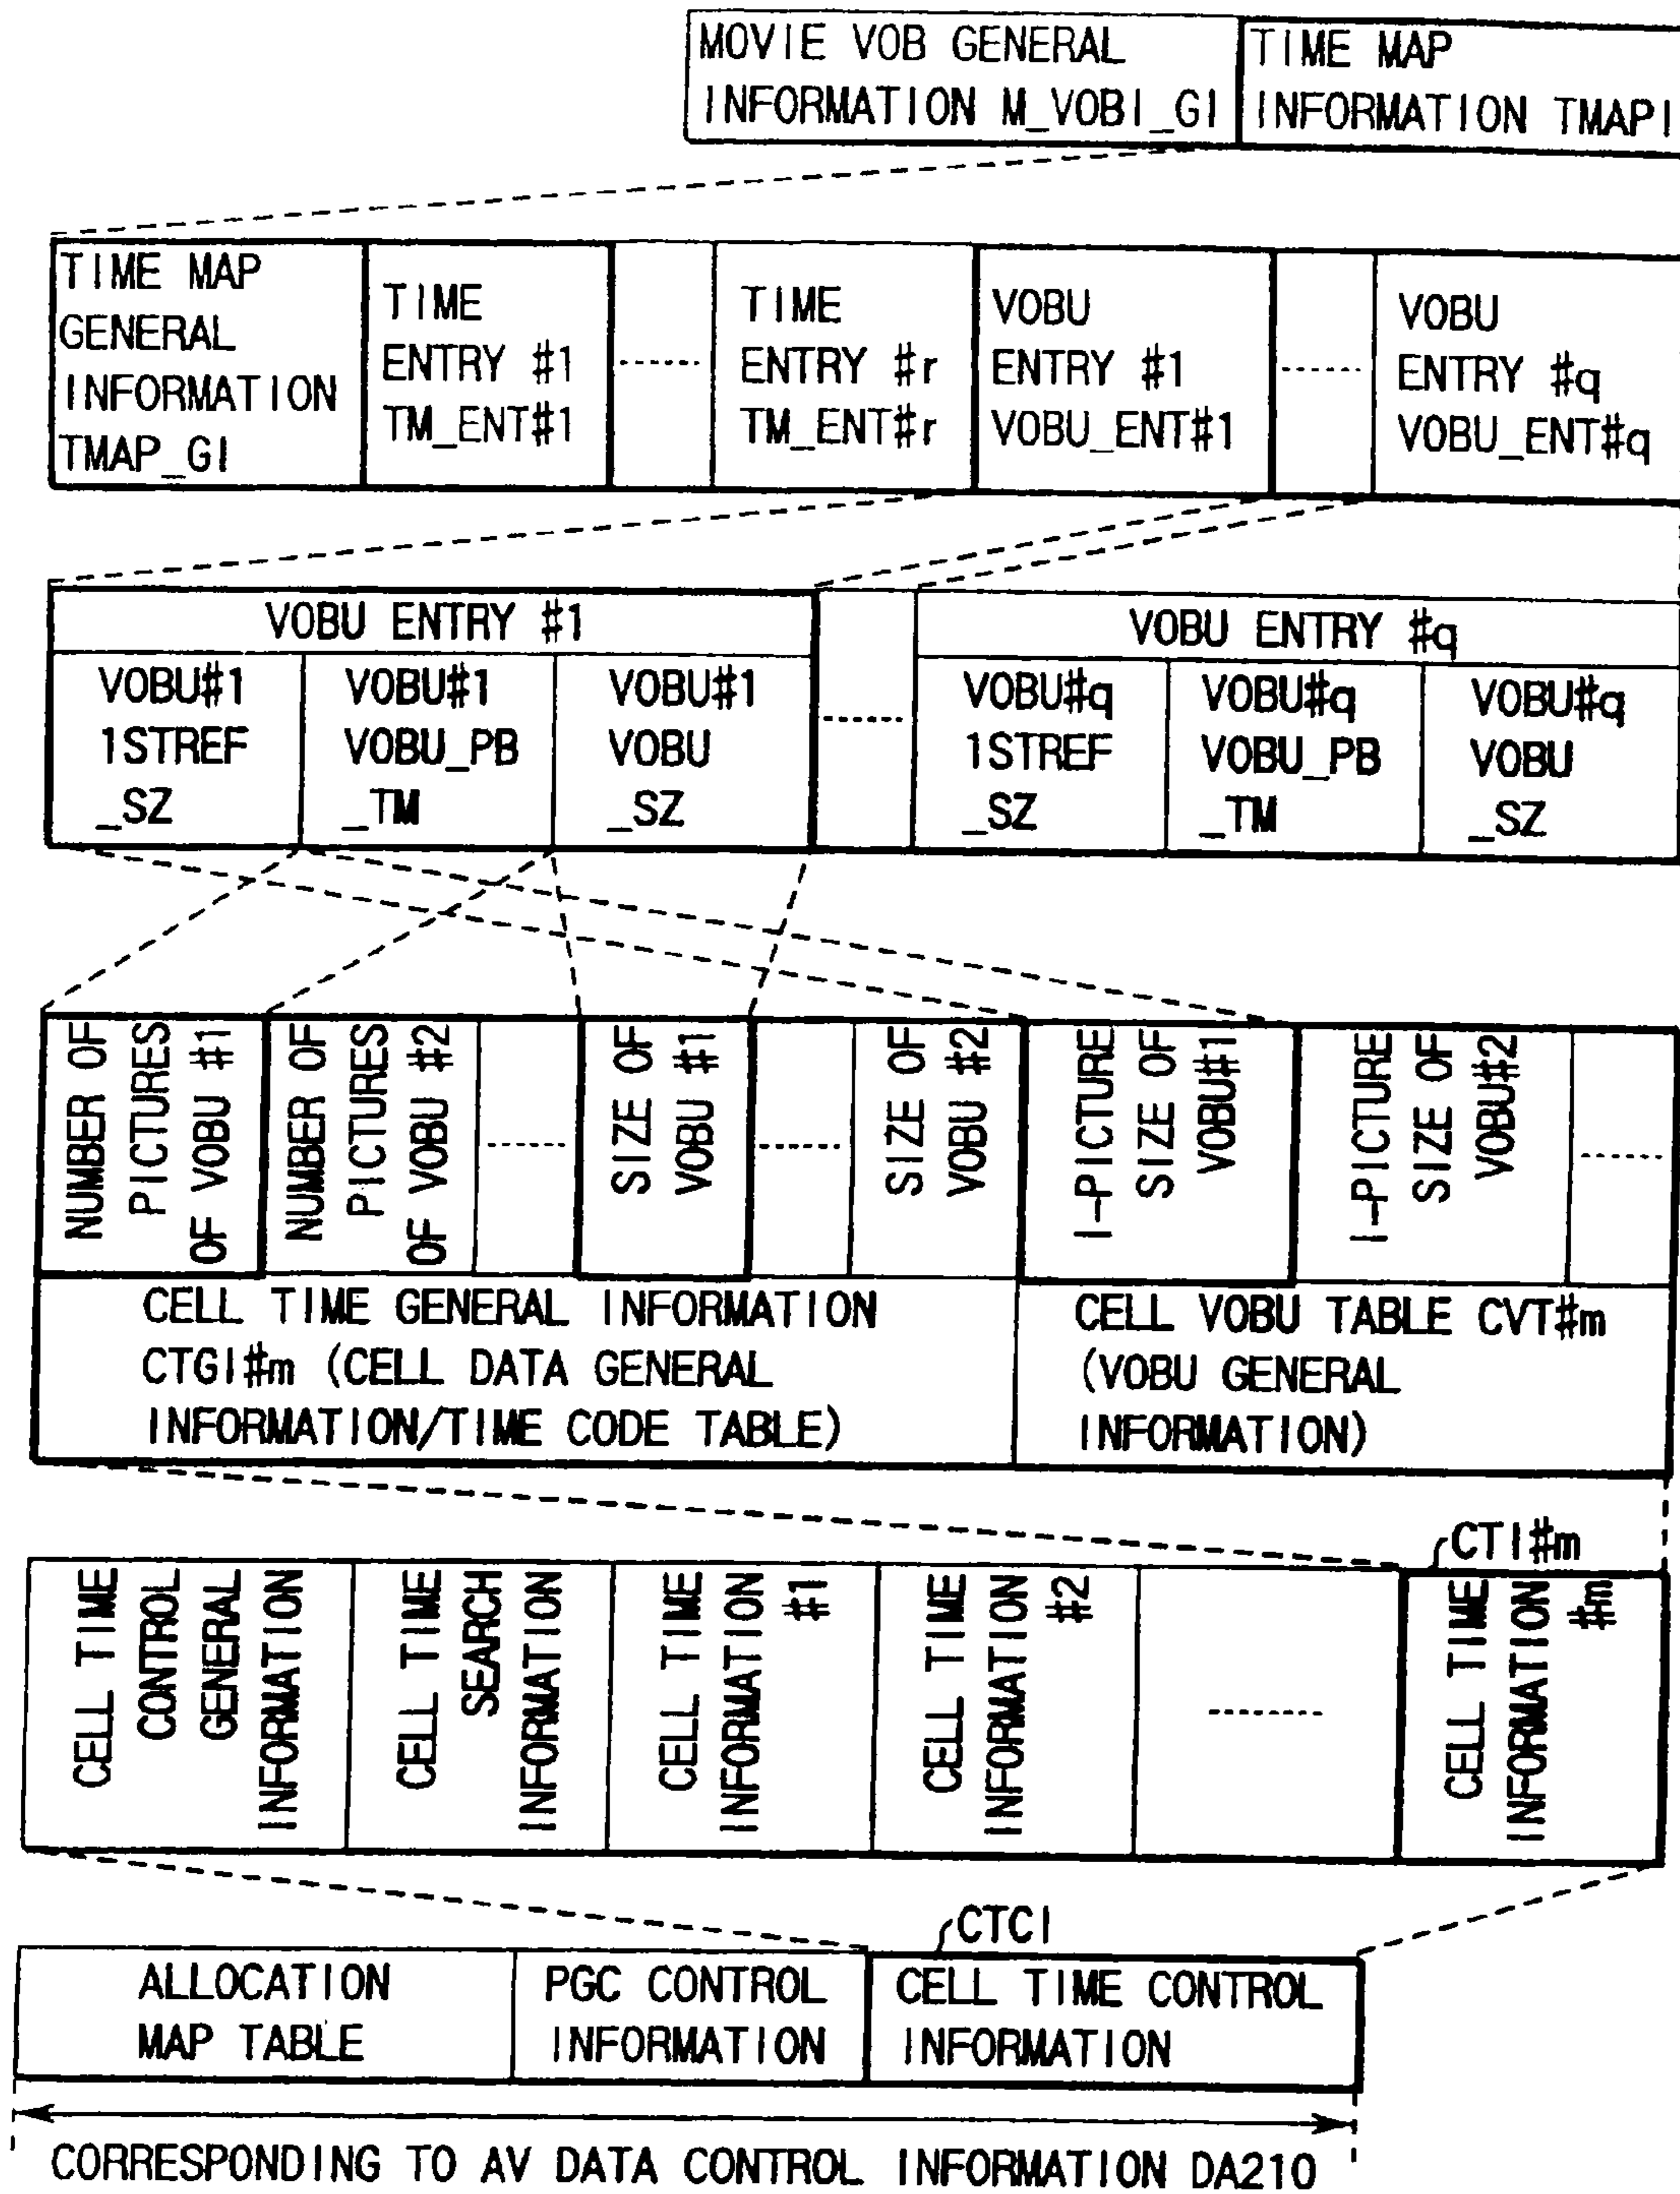 MOVIE VOB GENERAL
INFORMATION M_VOBI_GI
TIME MAP
INFORMATION TMAPI
TIME MAP
GENERAL
INFORMATION
TMAP_GI
TIME
ENTRY #1
TM_ENT#1
TIME
ENTRY #r
TM_ENT#r
VOBU
ENTRY #1
VOBU_ENT#1
VOBU
ENTRY #q
VOBU_ENT#q
VOBU ENTRY #1
VOBU#1
1STREF
_SZ
VOBU#1
VOBU_PB
_TM
VOBU#1
VOBU
_SZ
VOBU ENTRY #q
VOBU#q
1STREF
_SZ
VOBU#q
VOBU_PB
_TM
VOBU#q
VOBU
_SZ
NUMBER OF
PICTURES
OF VOBU #1
NUMBER OF
PICTURES
OF VOBU #2
SIZE OF
VOBU #1
SIZE OF
VOBU #2
I-PICTURE
SIZE OF
VOBU#1
I-PICTURE
SIZE OF
VOBU#2
CELL TIME GENERAL INFORMATION
CTGI#m (CELL DATA GENERAL
INFORMATION/TIME CODE TABLE)
CELL VOBU TABLE CVT#m
(VOBU GENERAL
INFORMATION)
CTI#m
CELL TIME
CONTROL
GENERAL
INFORMATION
CELL TIME
SEARCH
INFORMATION
CELL TIME
INFORMATION
#1
CELL TIME
INFORMATION
#2
CELL TIME
INFORMATION
#m
CTCI
ALLOCATION
MAP TABLE
PGC CONTROL
INFORMATION
CELL TIME CONTROL
INFORMATION
CORRESPONDING TO AV DATA CONTROL INFORMATION DA210